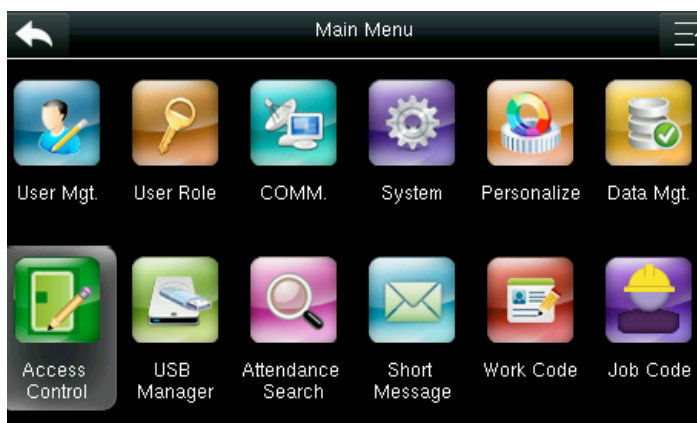 Main Menu
User Mgt.
User Role
COMM.
System
Personalize
Data Mgt.
Access
Control
USB
Manager
Attendance
Search
Short
Message
Work Code
Job Code